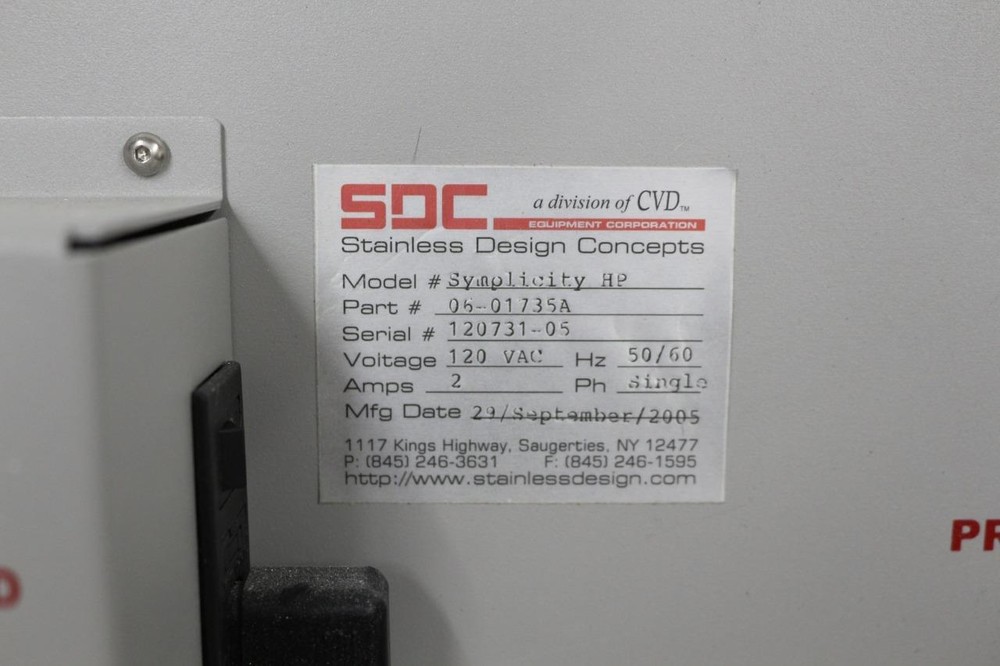 SDC a division of CVD™
EQUIPMENT CORPORATION
Stainless Design Concepts
Model # Symplicity HP
Part # 06-01735A
Serial # 120731-05
Voltage 120 VAC Hz 50/60
Amps 2 Ph Single
Mfg Date 29/September/2005
1117 Kings Highway, Saugerties, NY 12477
P: (845) 246-3631 F: (845) 246-1595
http://www.stainlessdesign.com
PR